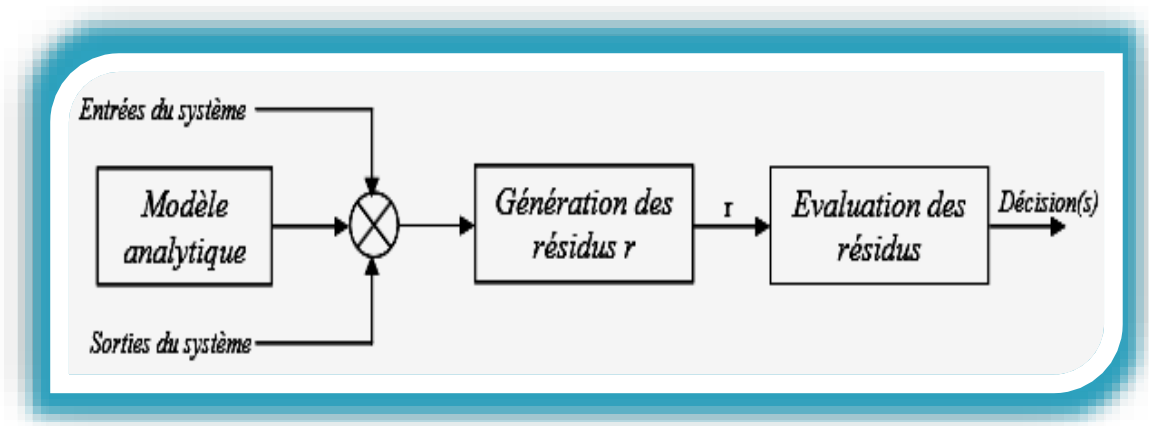 Entrées du système
Modèle
analytique
Sorties du système
Génération des
résidus r
r
Evaluation des
résidus
Décision(s)